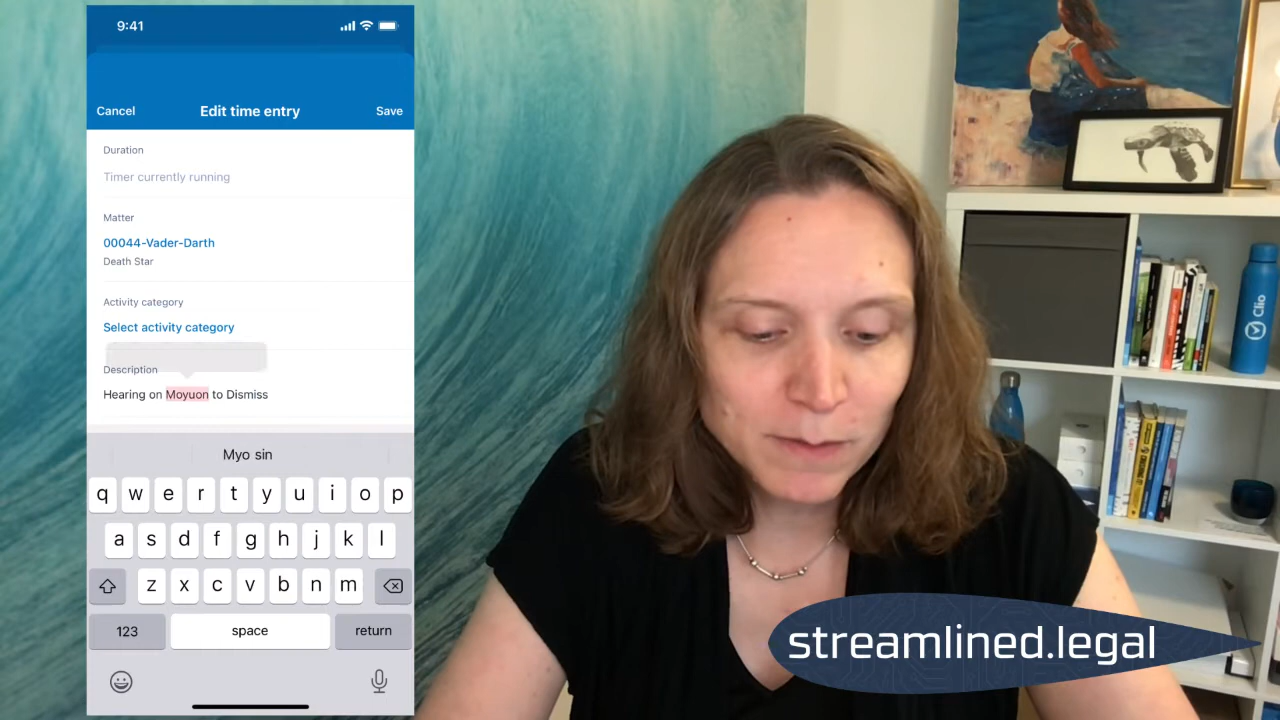 9:41
Cancel
Edit time entry
Save
Duration
Timer currently running
Matter
00044-Vader-Darth
Death Star
Activity category
Select activity category
Description
Hearing on Moyuon to Dismiss
Myo sin
q w e r t y u i o p
a s d f g h j k l
z x c v b n m
123
space
return
Clio
streamlined.legal